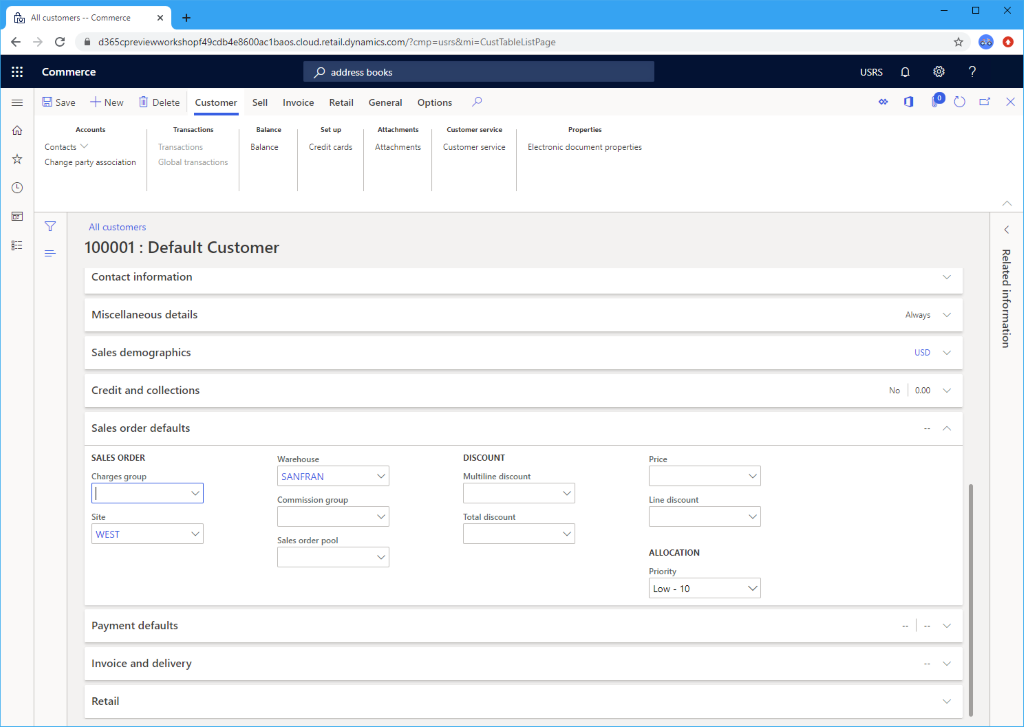 All customers -- Commerce
d365cpreviewworkshopf49cdb4e8600ac1baos.cloud.retail.dynamics.com/?cmp=usrs&mi=CustTableListPage
Commerce
address books
USRS
?
Save
New
Delete
Customer
Sell
Invoice
Retail
General
Options
0
Accounts
Contacts
Change party association
Transactions
Transactions
Global transactions
Balance
Balance
Set up
Credit cards
Attachments
Attachments
Customer service
Customer service
Properties
Electronic document properties
All customers
100001 : Default Customer
Related information
Contact information
Miscellaneous details
Always
Sales demographics
USD
Credit and collections
No
0.00
Sales order defaults
--
SALES ORDER
Charges group
Site
WEST
Warehouse
SANFRAN
Commission group
Sales order pool
DISCOUNT
Multiline discount
Total discount
Price
Line discount
ALLOCATION
Priority
Low - 10
Payment defaults
--
--
Invoice and delivery
--
Retail